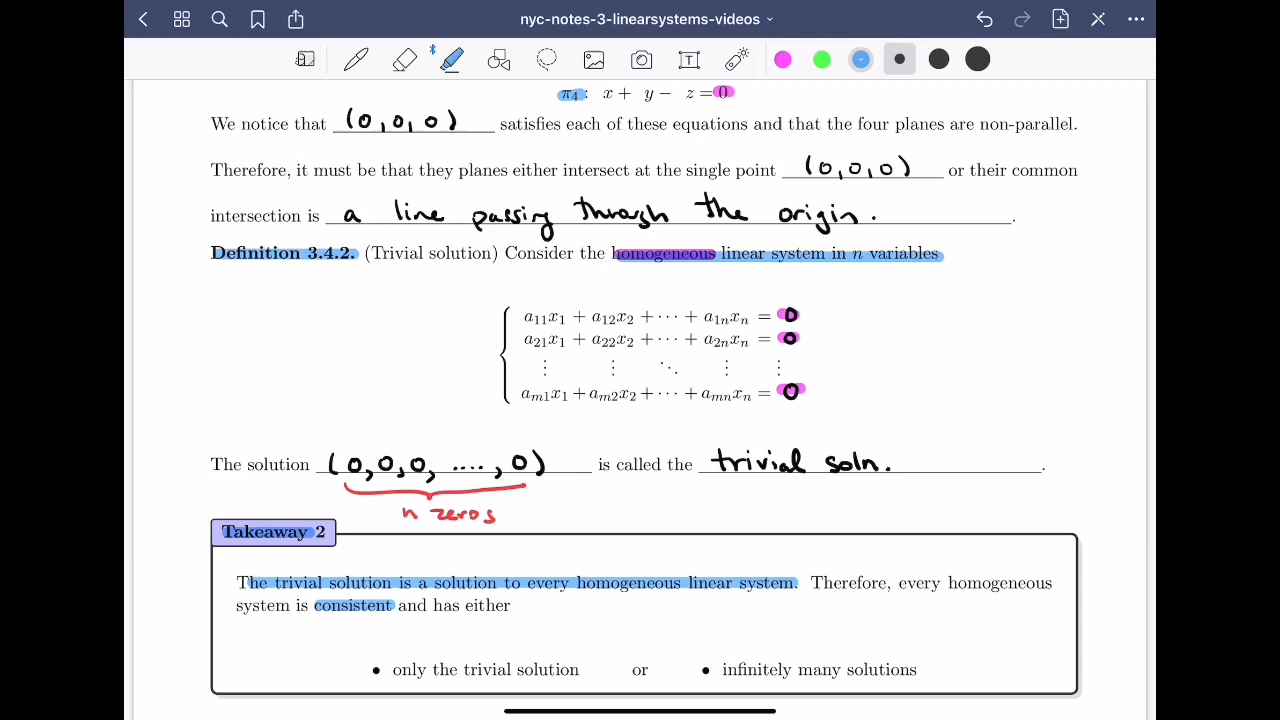 nyc-notes-3-linearsystems-videos
π₄: x + y − z = 0
We notice that (0,0,0) satisfies each of these equations and that the four planes are non-parallel.
Therefore, it must be that they planes either intersect at the single point (0,0,0) or their common
intersection is a line passing through the origin. .
Definition 3.4.2. (Trivial solution) Consider the homogeneous linear system in n variables
a₁₁x₁ + a₁₂x₂ + ⋯ + a₁ₙxₙ = 0
a₂₁x₁ + a₂₂x₂ + ⋯ + a₂ₙxₙ = 0
⋮ ⋮ ⋱ ⋮ ⋮
aₘ₁x₁ + aₘ₂x₂ + ⋯ + aₘₙxₙ = 0
The solution (0,0,0, ...., 0) is called the trivial soln. .
n zeros
Takeaway 2
The trivial solution is a solution to every homogeneous linear system. Therefore, every homogeneous
system is consistent and has either
• only the trivial solution or • infinitely many solutions